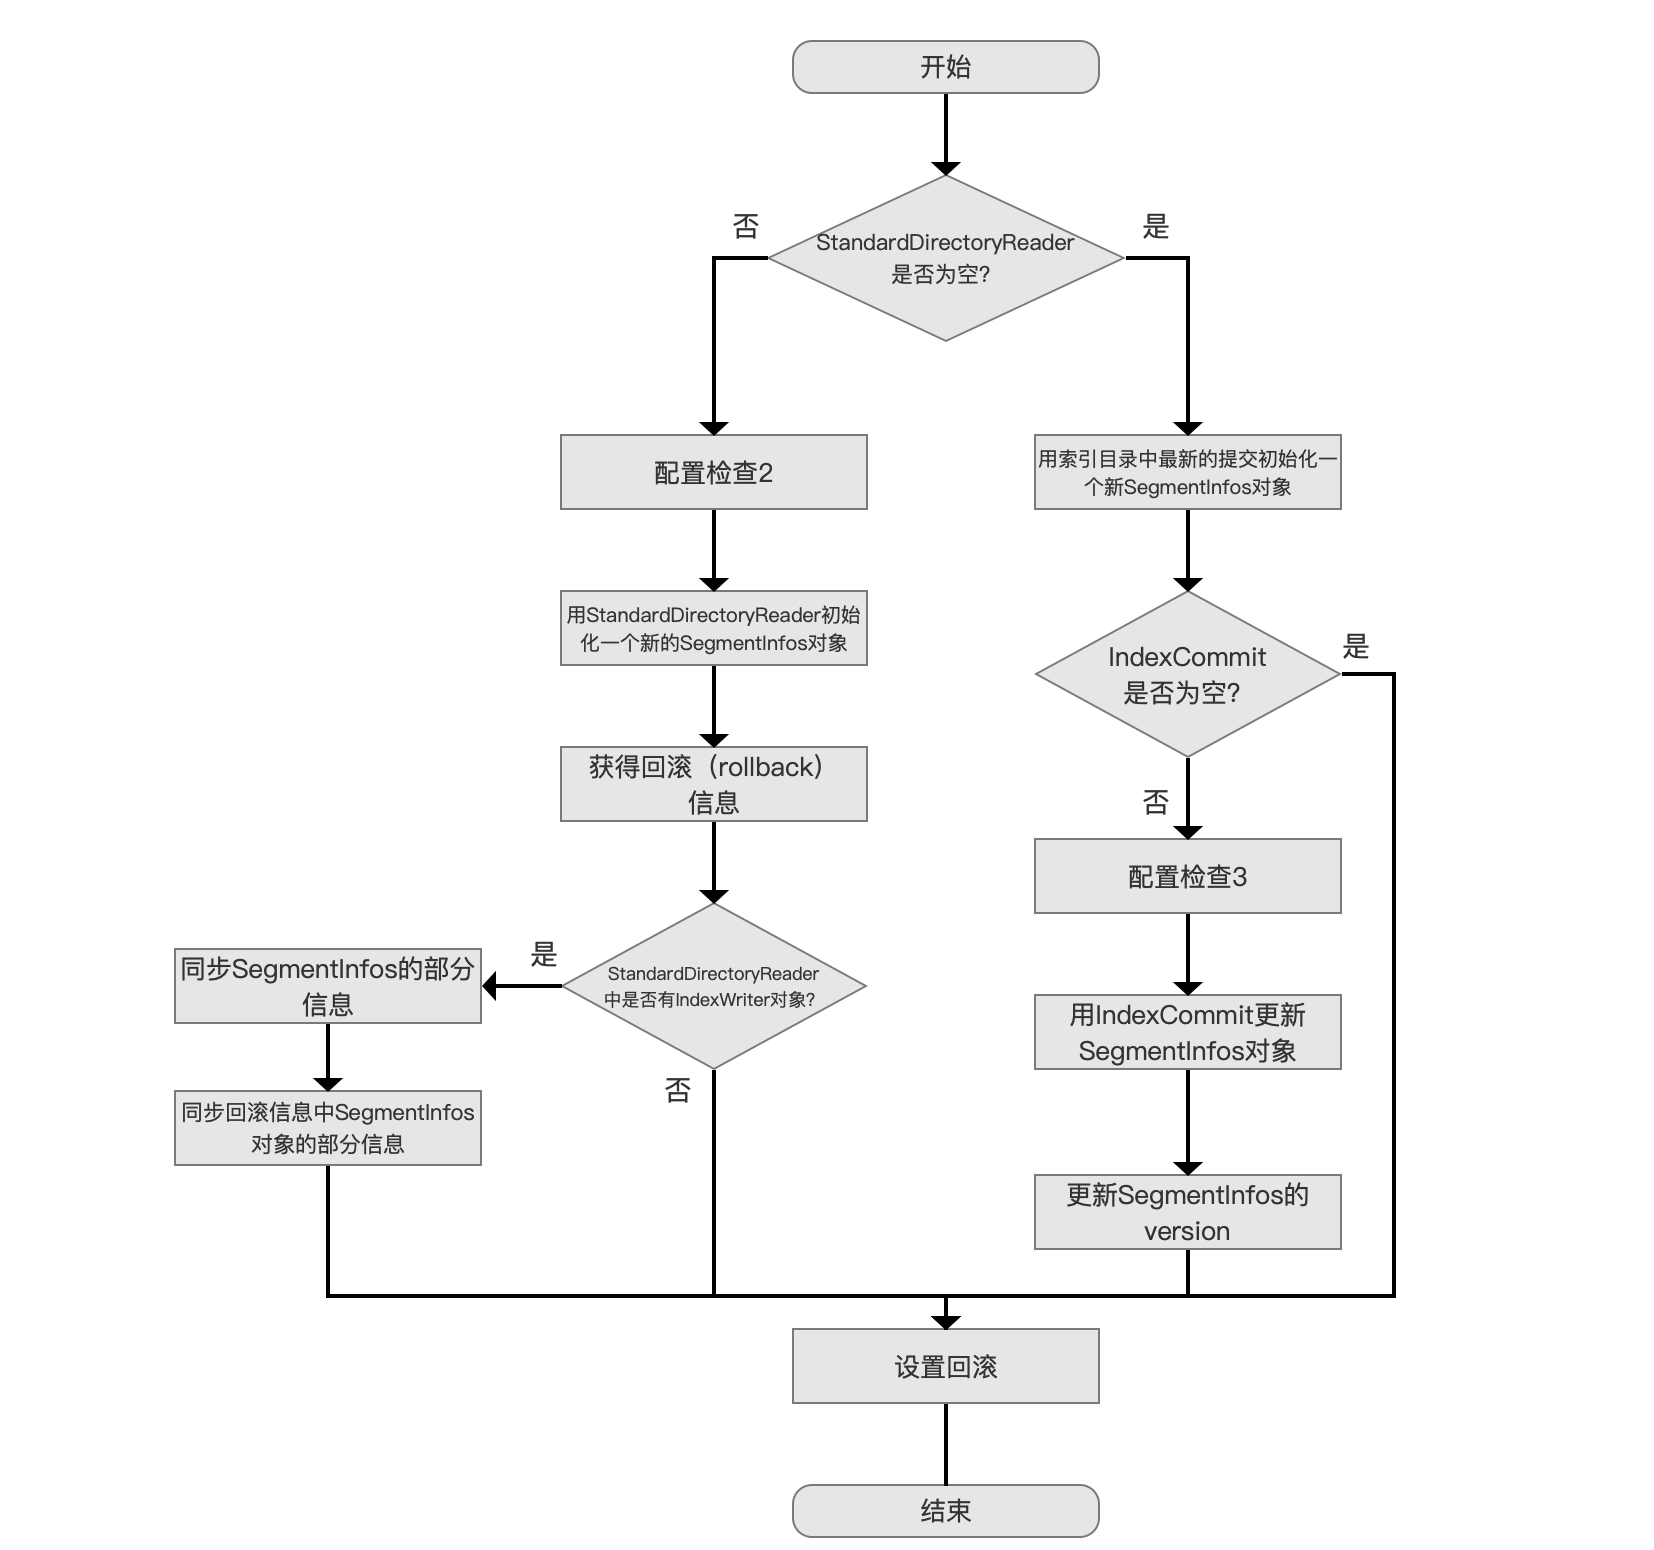 开始
否
是
StandardDirectoryReader
是否为空?
配置检查2
用索引目录中最新的提交初始化一
个新SegmentInfos对象
用StandardDirectoryReader初始
化一个新的SegmentInfos对象
IndexCommit
是否为空?
是
获得回滚（rollback）
信息
否
配置检查3
同步SegmentInfos的部分
信息
是
StandardDirectoryReader
中是否有IndexWriter对象?
用IndexCommit更新
SegmentInfos对象
否
同步回滚信息中SegmentInfos
对象的部分信息
更新SegmentInfos的
version
设置回滚
结束